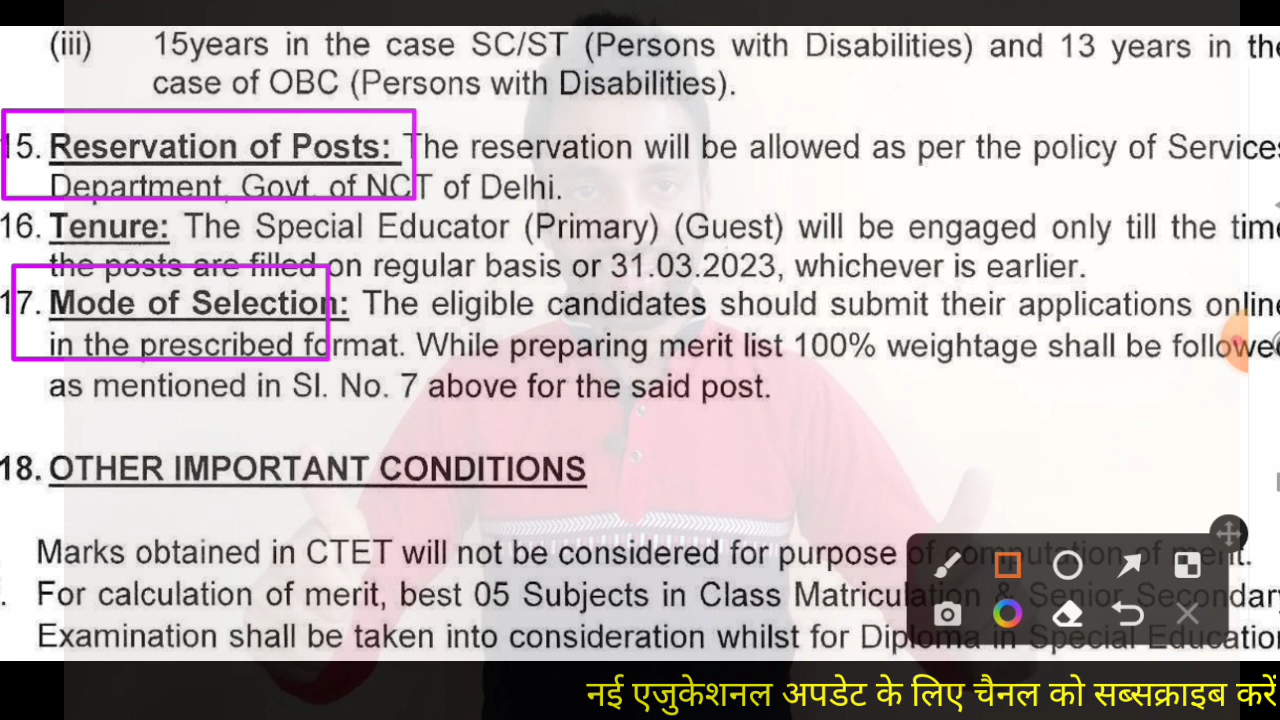 (iii) 15years in the case SC/ST (Persons with Disabilities) and 13 years in the
case of OBC (Persons with Disabilities).
15. Reservation of Posts: The reservation will be allowed as per the policy of Services
Department, Govt. of NCT of Delhi.
16. Tenure: The Special Educator (Primary) (Guest) will be engaged only till the time
the posts are filled on regular basis or 31.03.2023, whichever is earlier.
17. Mode of Selection: The eligible candidates should submit their applications online
in the prescribed format. While preparing merit list 100% weightage shall be followed
as mentioned in Sl. No. 7 above for the said post.
18. OTHER IMPORTANT CONDITIONS
Marks obtained in CTET will not be considered for purpose of computation of merit.
. For calculation of merit, best 05 Subjects in Class Matriculation & Senior Secondary
Examination shall be taken into consideration whilst for Diploma in Special Education
नई एजुकेशनल अपडेट के लिए चैनल को सब्सक्राइब करें